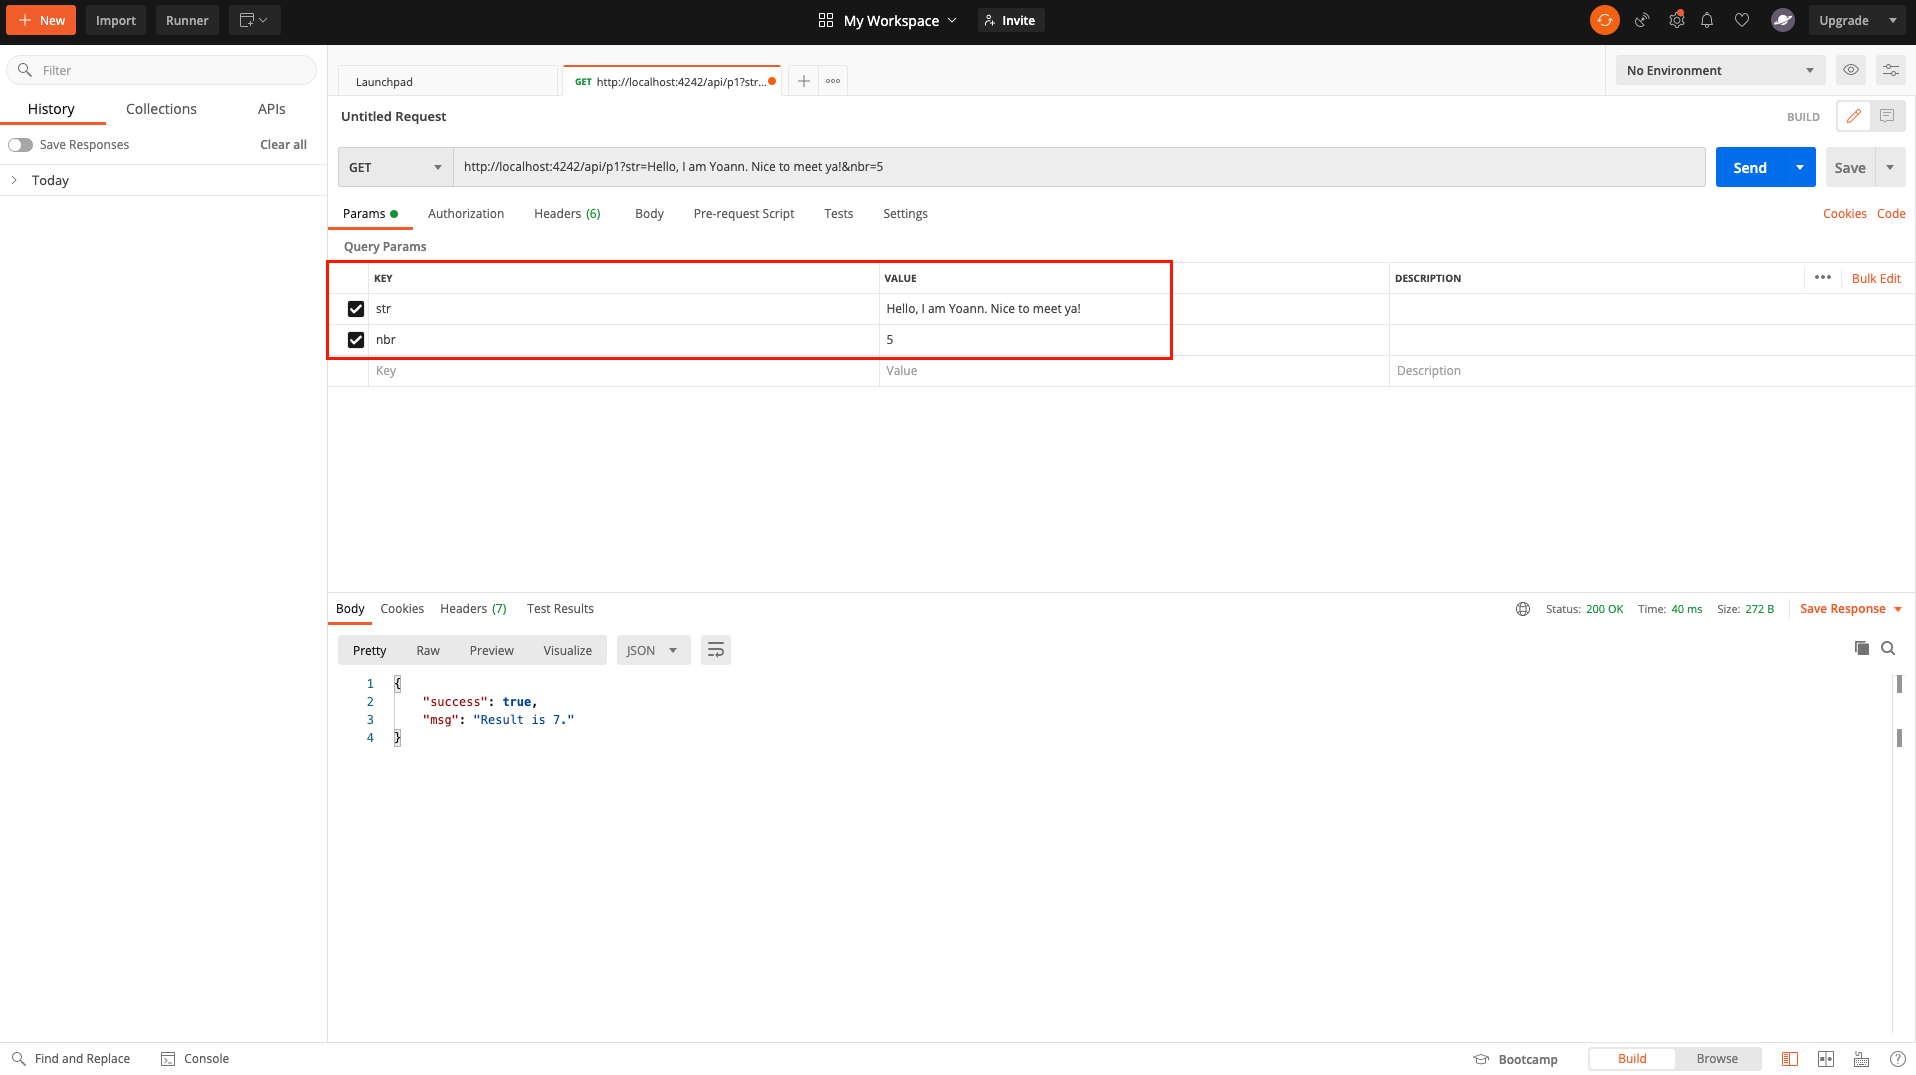 New Import Runner My Workspace Invite Upgrade
Filter
History Collections APIs
Save Responses Clear all
Today
Launchpad GET http://localhost:4242/api/p1?str... No Environment
Untitled Request BUILD
GET http://localhost:4242/api/p1?str=Hello, I am Yoann. Nice to meet ya!&nbr=5 Send Save
Params Authorization Headers (6) Body Pre-request Script Tests Settings Cookies Code
Query Params
KEY VALUE DESCRIPTION ••• Bulk Edit
str Hello, I am Yoann. Nice to meet ya!
nbr 5
Key Value Description
Body Cookies Headers (7) Test Results Status: 200 OK Time: 40 ms Size: 272 B Save Response
Pretty Raw Preview Visualize JSON
1 {
2 "success": true,
3 "msg": "Result is 7."
4 }
Find and Replace Console Bootcamp Build Browse